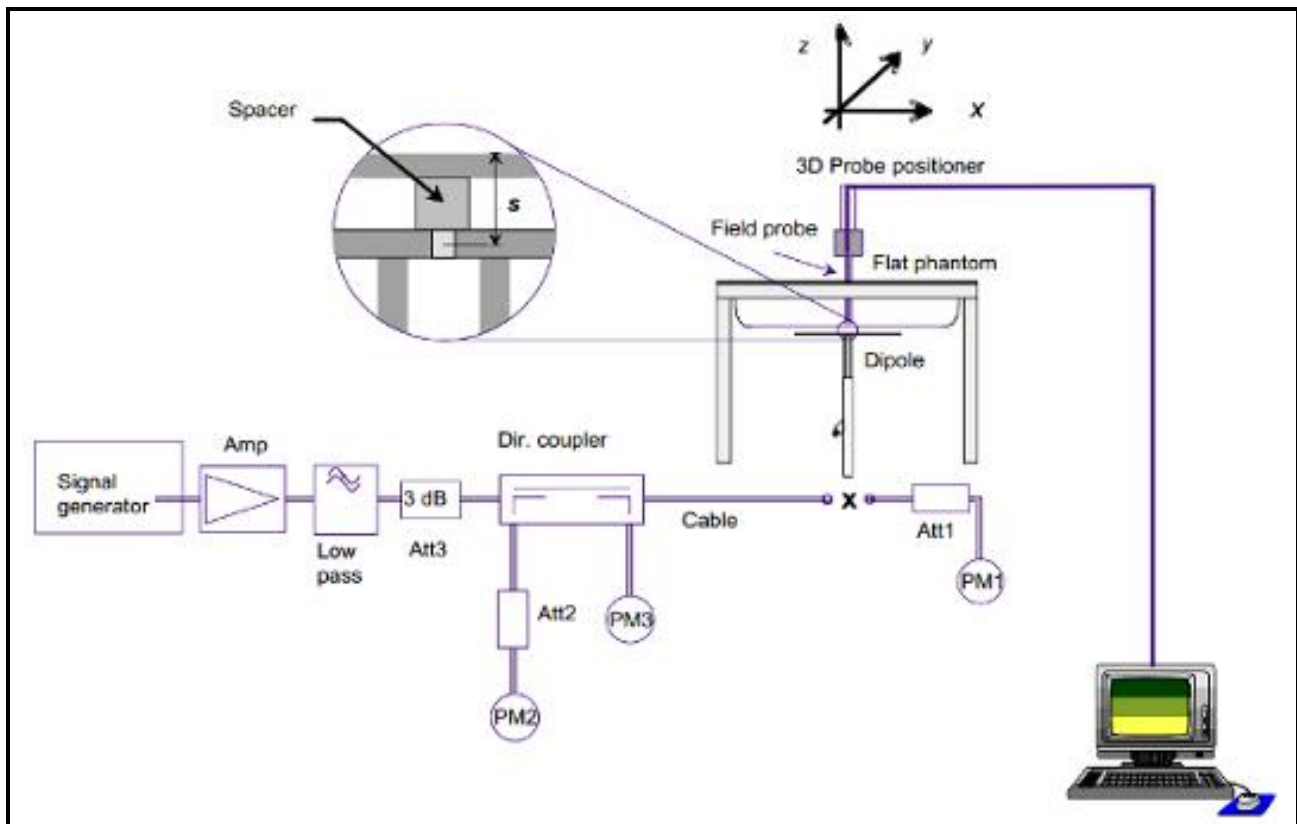 z
y
X
Spacer
s
3D Probe positioner
Field probe
Flat phantom
Dipole
Signal
generator
Amp
Low
pass
3 dB
Att3
Dir. coupler
Cable
x
Att1
PM1
Att2
PM3
PM2